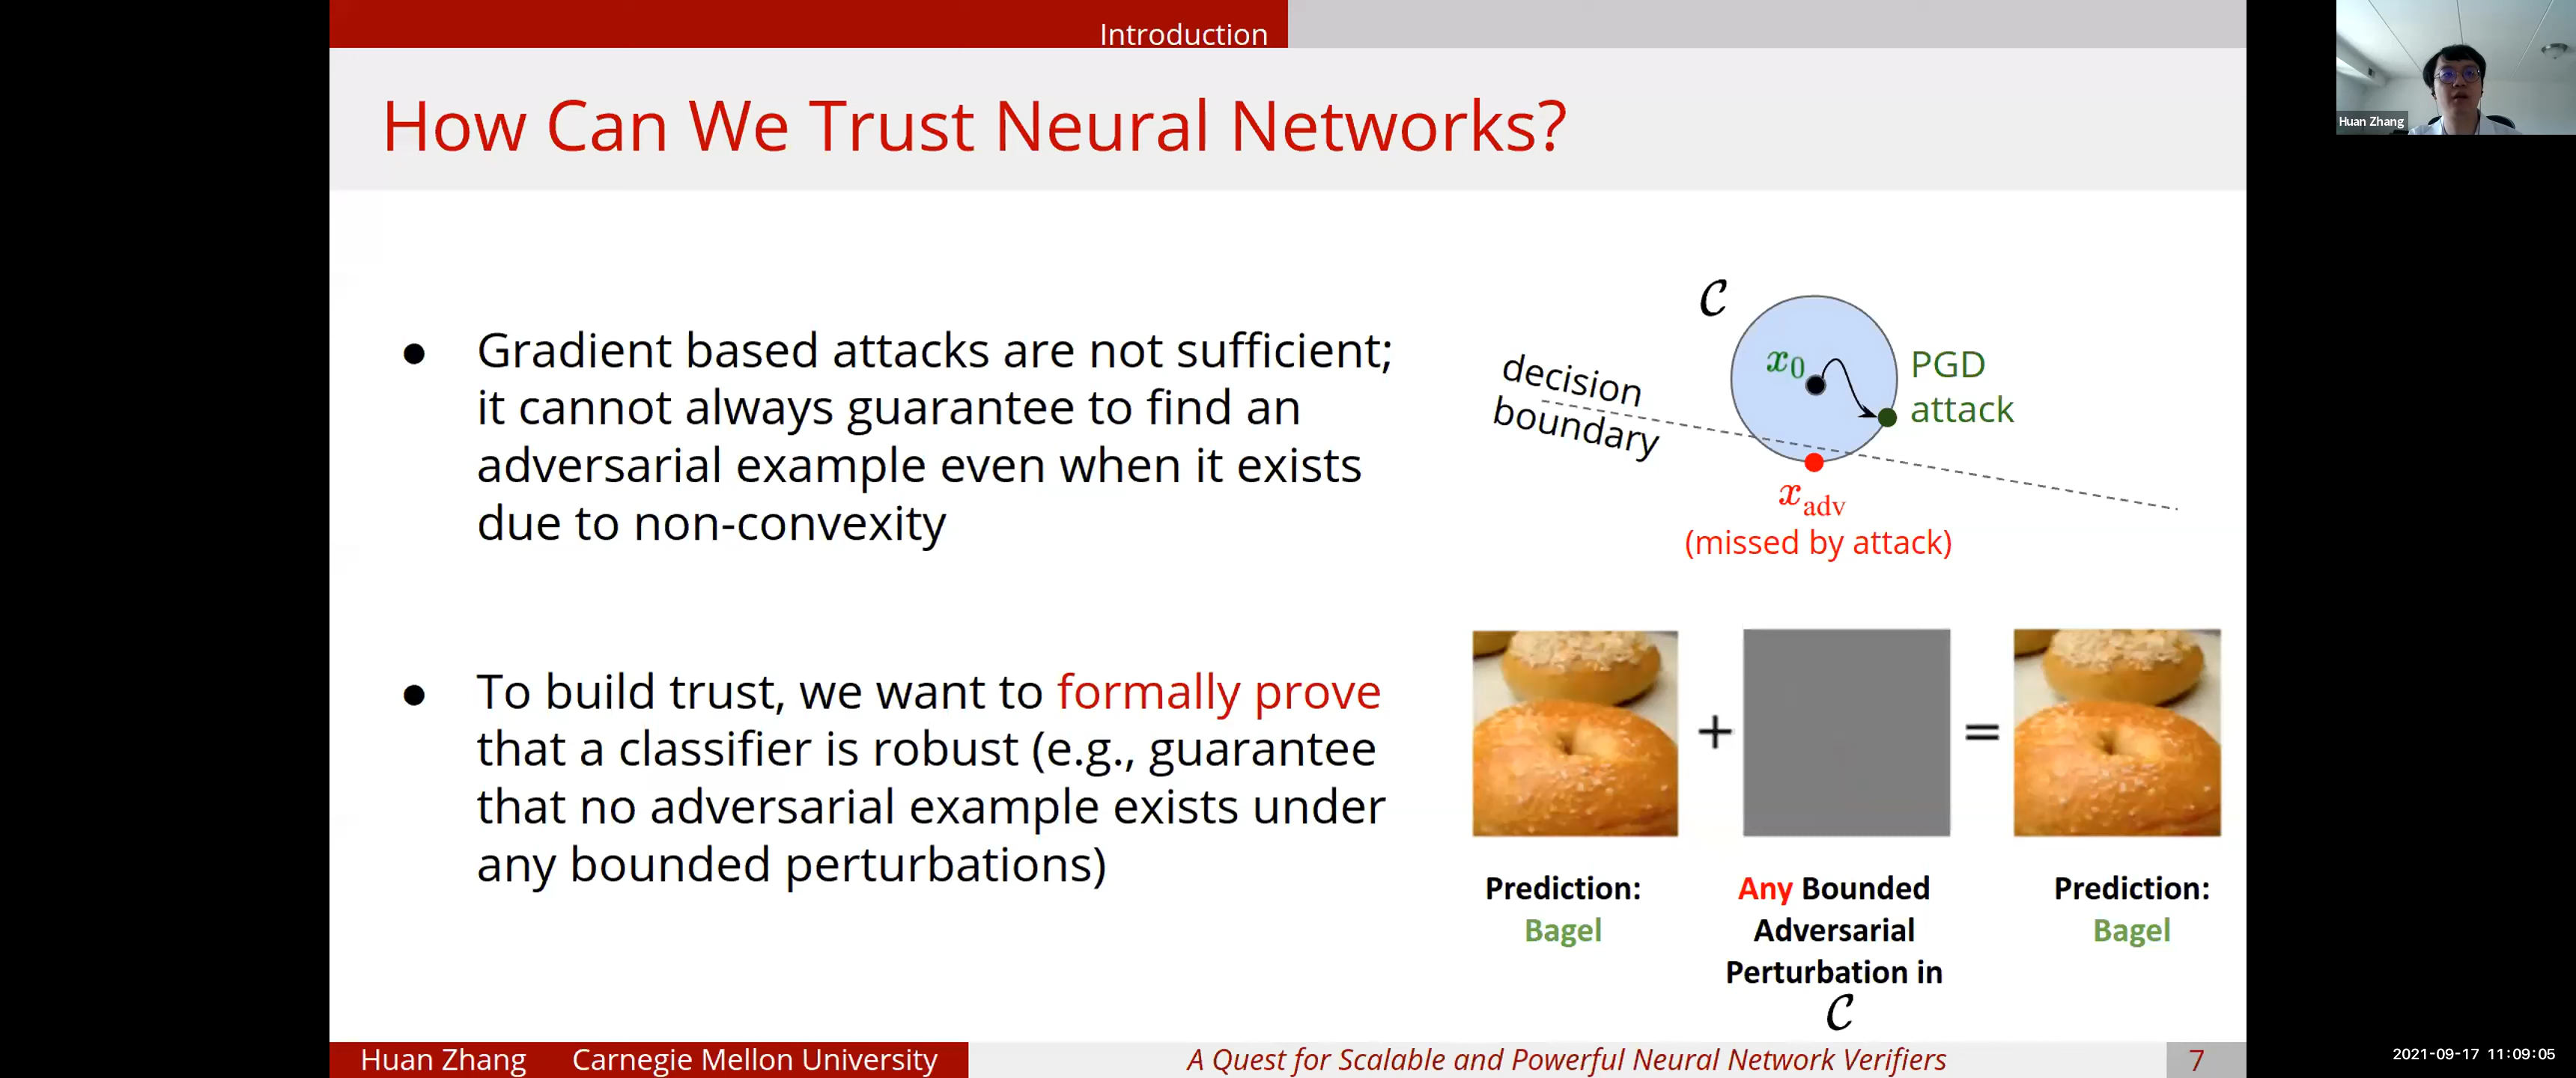 Introduction
How Can We Trust Neural Networks?
● Gradient based attacks are not sufficient;
it cannot always guarantee to find an
adversarial example even when it exists
due to non-convexity
● To build trust, we want to formally prove
that a classifier is robust (e.g., guarantee
that no adversarial example exists under
any bounded perturbations)
𝒞
x₀
decision
boundary
PGD
attack
x_adv
(missed by attack)
+
=
Prediction:
Bagel
Any Bounded
Adversarial
Perturbation in
𝒞
Prediction:
Bagel
Huan Zhang Carnegie Mellon University
A Quest for Scalable and Powerful Neural Network Verifiers
7
Huan Zhang
2021-09-17 11:09:05